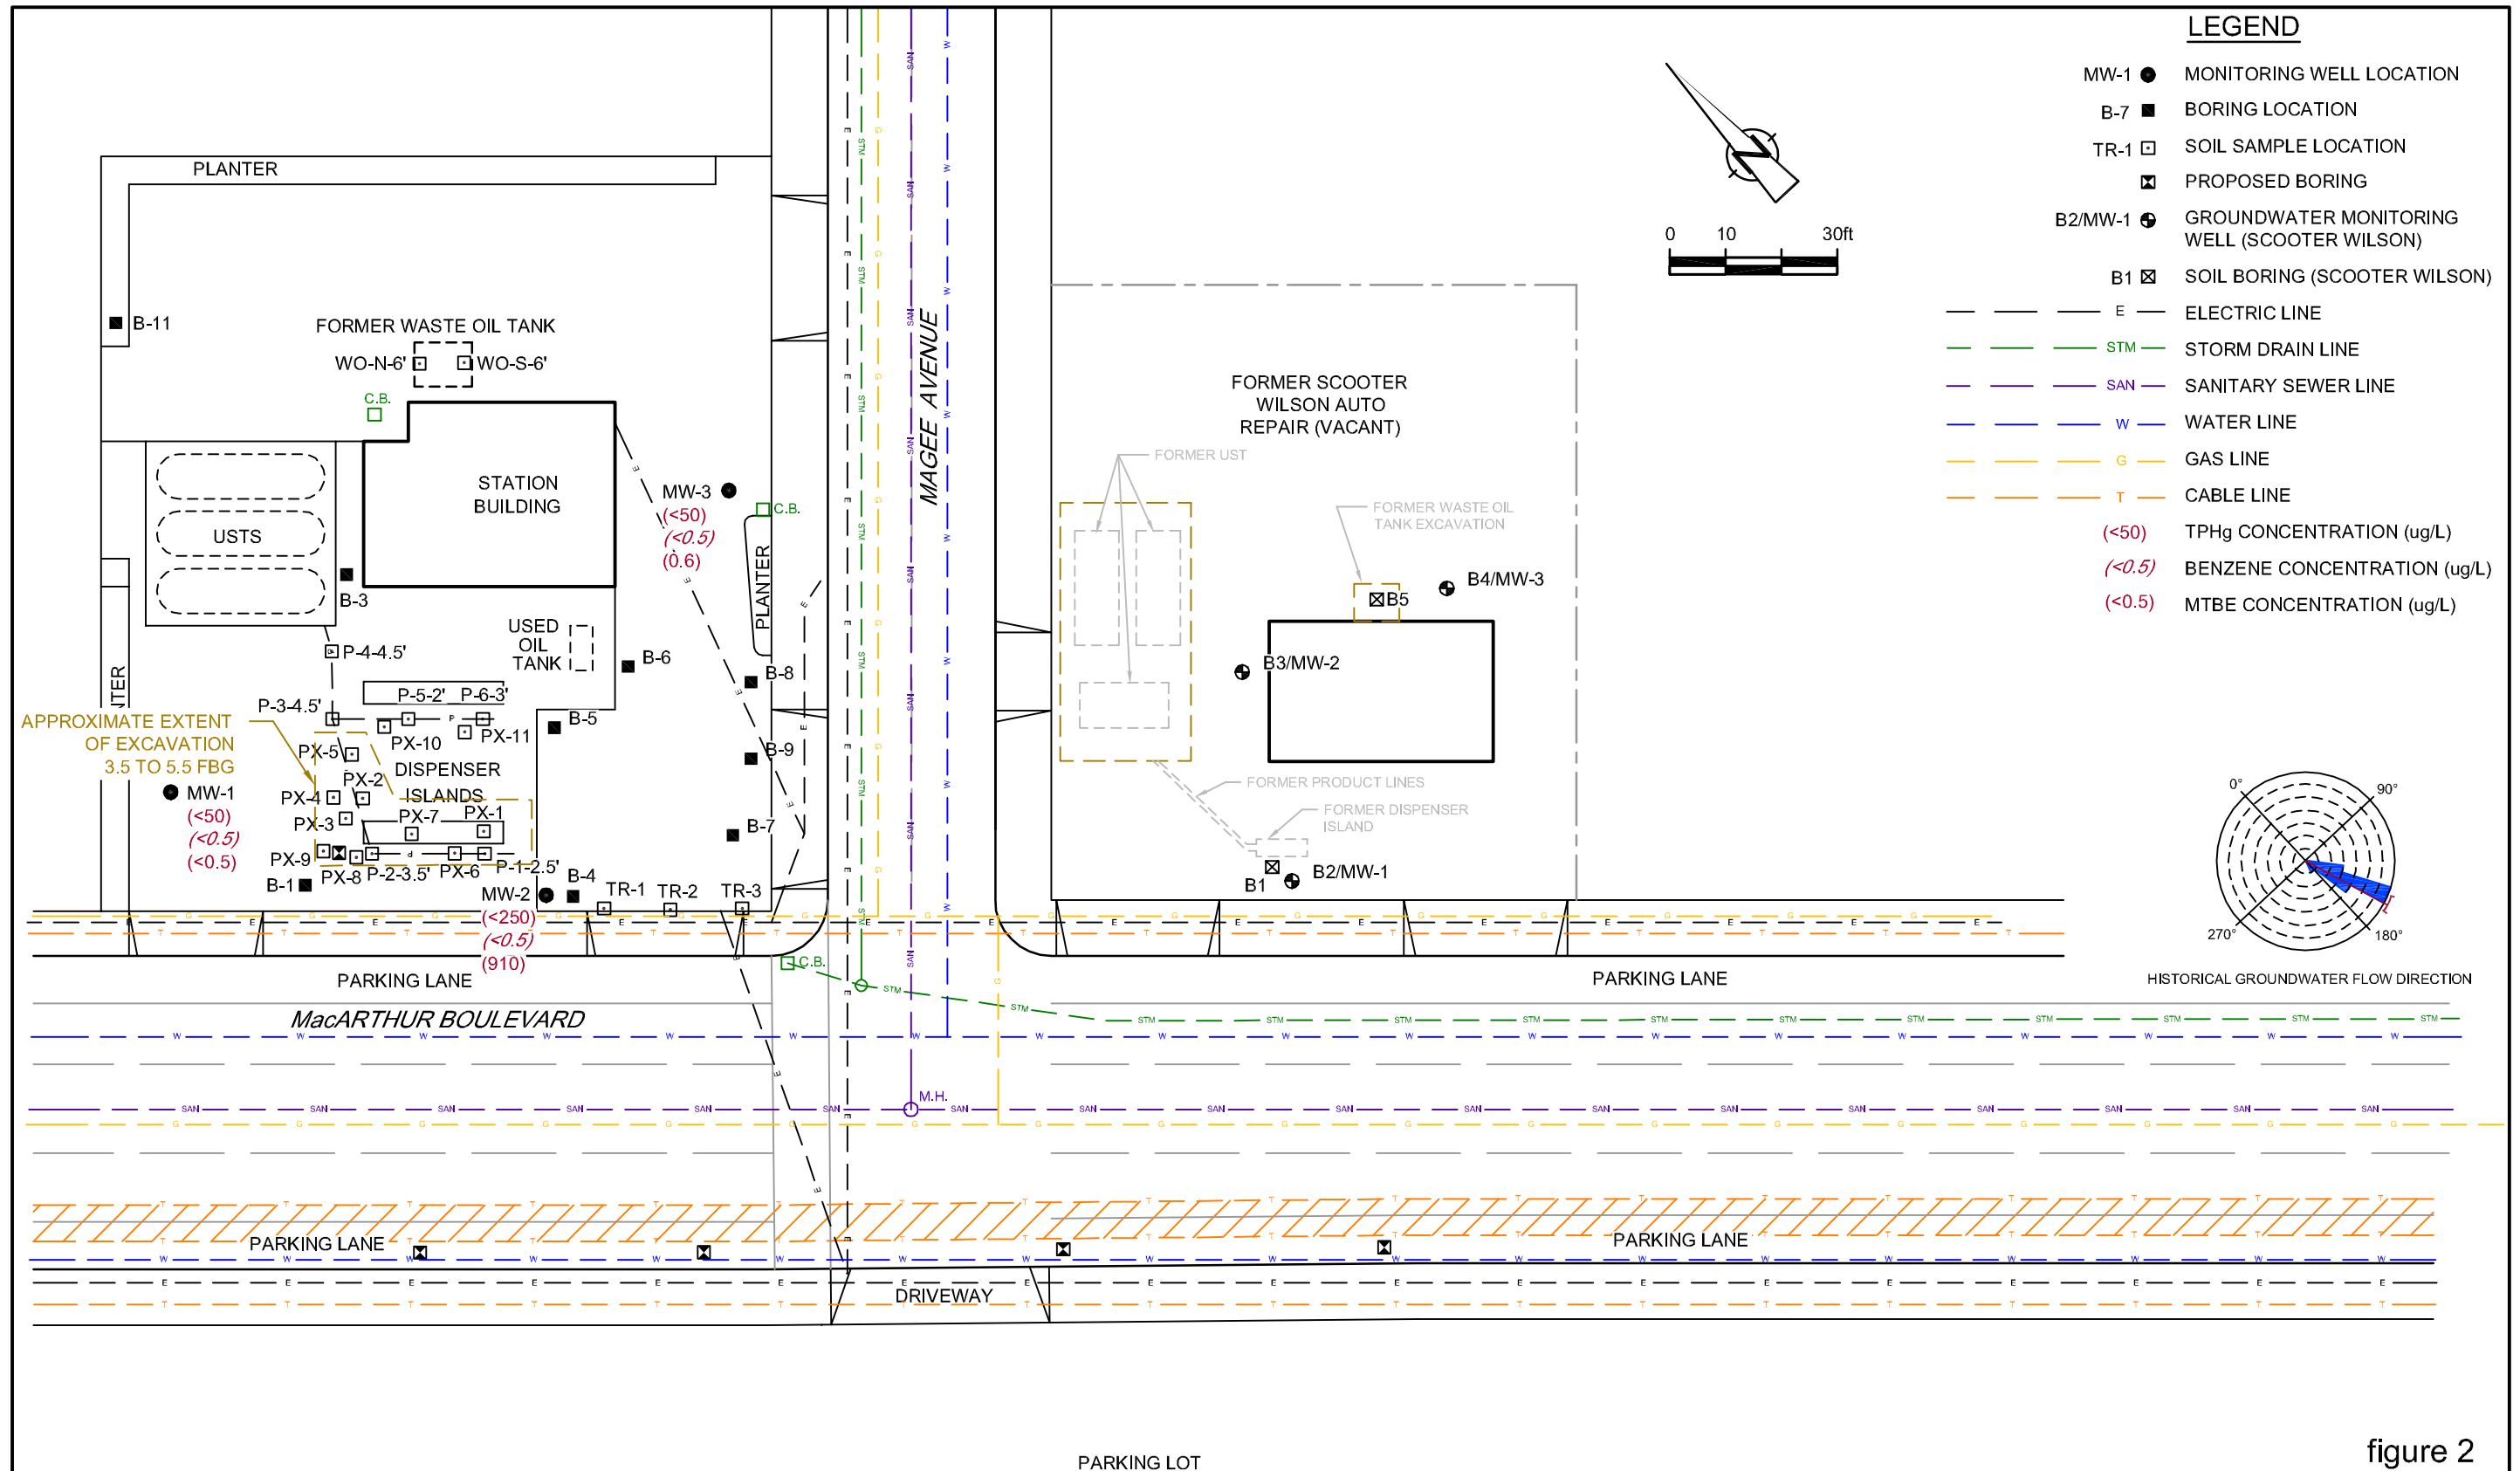 LEGEND
MW-1 MONITORING WELL LOCATION
B-7 BORING LOCATION
TR-1 SOIL SAMPLE LOCATION
PROPOSED BORING
B2/MW-1 GROUNDWATER MONITORING
WELL (SCOOTER WILSON)
B1 SOIL BORING (SCOOTER WILSON)
E ELECTRIC LINE
STM STORM DRAIN LINE
SAN SANITARY SEWER LINE
W WATER LINE
G GAS LINE
T CABLE LINE
(<50) TPHg CONCENTRATION (ug/L)
(<0.5) BENZENE CONCENTRATION (ug/L)
(<0.5) MTBE CONCENTRATION (ug/L)
N
0 10 30ft
PLANTER
B-11
FORMER WASTE OIL TANK
WO-N-6' WO-S-6'
C.B.
STATION
BUILDING
USTS
B-3
MW-3
(<50)
(<0.5)
(0.6)
C.B.
PLANTER
MAGEE AVENUE
USED
OIL
TANK
B-6
B-8
P-4-4.5'
P-5-2' P-6-3'
P-3-4.5'
NTER
B-5
PX-10 PX-11
APPROXIMATE EXTENT
OF EXCAVATION
3.5 TO 5.5 FBG
PX-5
PX-2
DISPENSER
ISLANDS
B-9
MW-1
(<50)
(<0.5)
(<0.5)
PX-4
PX-3
PX-7 PX-1
B-7
PX-9
PX-8 P-2-3.5' PX-6 P-1-2.5'
B-1
MW-2
(<250)
(<0.5)
(910)
B-4
TR-1 TR-2 TR-3
C.B.
FORMER SCOOTER
WILSON AUTO
REPAIR (VACANT)
FORMER UST
FORMER WASTE OIL
TANK EXCAVATION
B5
B4/MW-3
B3/MW-2
FORMER PRODUCT LINES
FORMER DISPENSER
ISLAND
B1
B2/MW-1
0° 90°
270° 180°
HISTORICAL GROUNDWATER FLOW DIRECTION
PARKING LANE
PARKING LANE
MacARTHUR BOULEVARD
M.H.
PARKING LANE
PARKING LANE
DRIVEWAY
PARKING LOT
figure 2